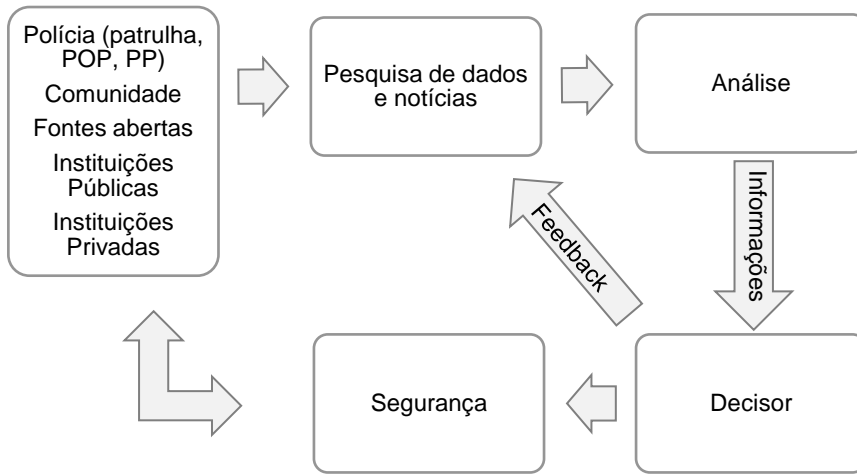 Polícia (patrulha,
POP, PP)
Comunidade
Fontes abertas
Instituições
Públicas
Instituições
Privadas
Pesquisa de dados
e notícias
Análise
Informações
Feedback
Segurança
Decisor